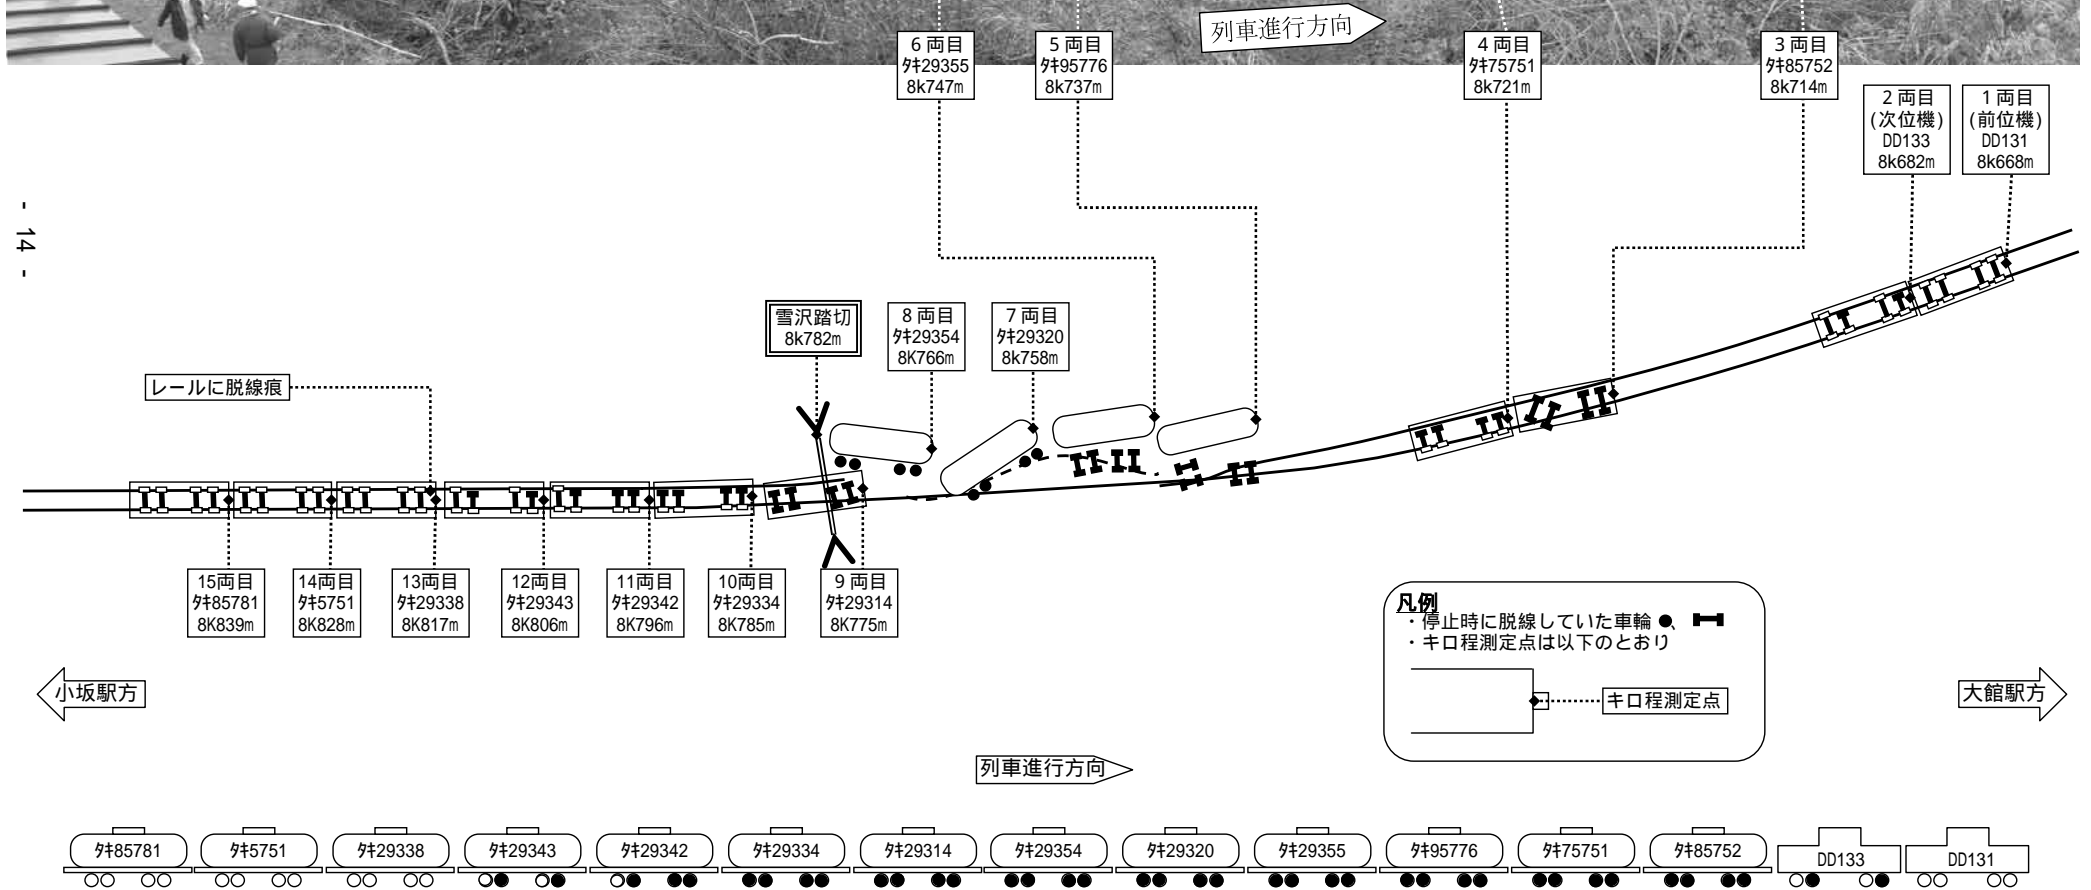 列車進行方向
6 両目
ﾀｷ29355
8k747m
5 両目
ﾀｷ95776
8k737m
4 両目
ﾀｷ75751
8k721m
3 両目
ﾀｷ85752
8k714m
2 両目
(次位機)
DD133
8k682m
1 両目
(前位機)
DD131
8k668m
- 14 -
雪沢踏切
8k782m
8 両目
ﾀｷ29354
8K766m
7 両目
ﾀｷ29320
8k758m
レールに脱線痕
15両目
ﾀｷ85781
8K839m
14両目
ﾀｷ5751
8K828m
13両目
ﾀｷ29338
8K817m
12両目
ﾀｷ29343
8K806m
11両目
ﾀｷ29342
8K796m
10両目
ﾀｷ29334
8K785m
9 両目
ﾀｷ29314
8K775m
凡例
・停止時に脱線していた車輪 ●、
・キロ程測定点は以下のとおり
キロ程測定点
小坂駅方
大館駅方
列車進行方向
ﾀｷ85781
ﾀｷ5751
ﾀｷ29338
ﾀｷ29343
ﾀｷ29342
ﾀｷ29334
ﾀｷ29314
ﾀｷ29354
ﾀｷ29320
ﾀｷ29355
ﾀｷ95776
ﾀｷ75751
ﾀｷ85752
DD133
DD131